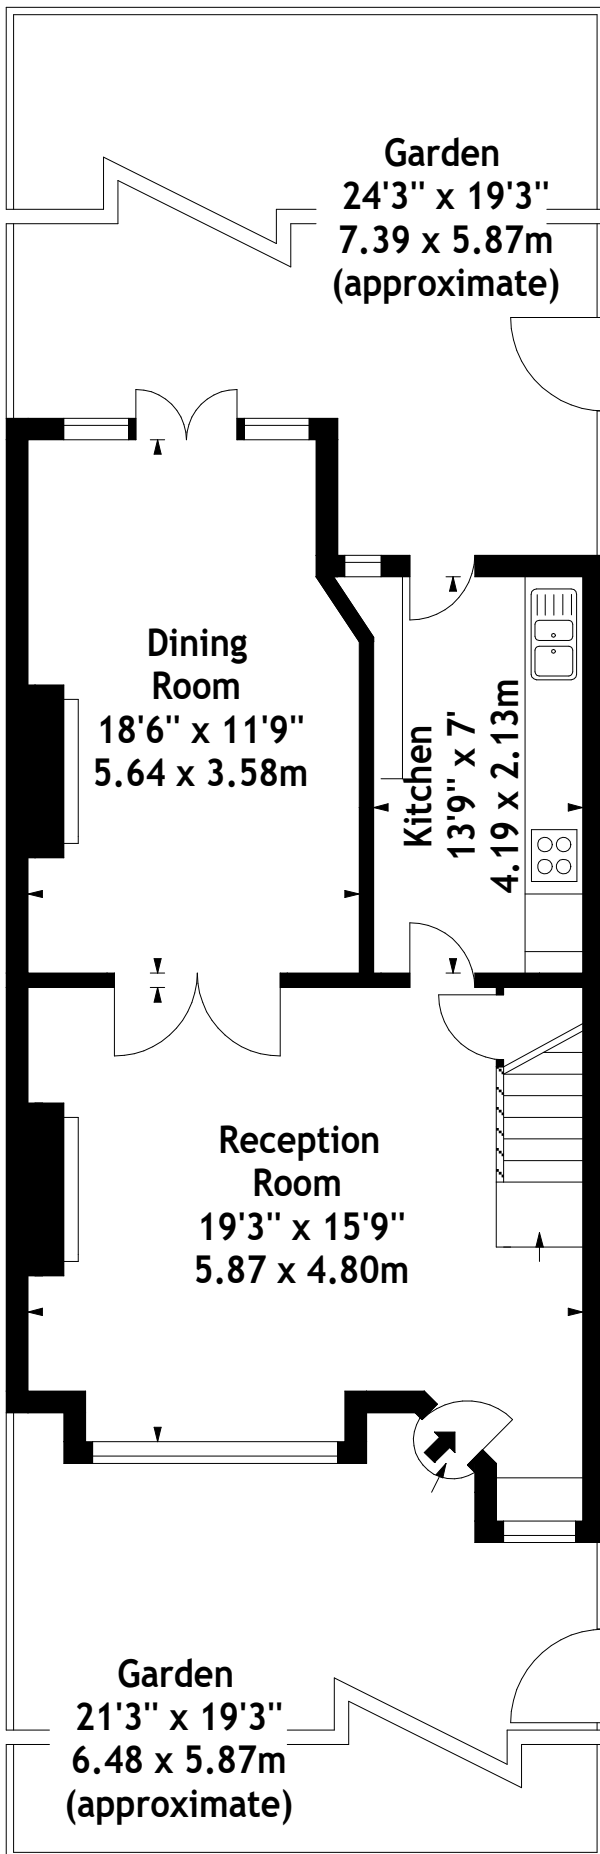 Garden
24'3" x 19'3"
7.39 x 5.87m
(approximate)
Dining
Room
18'6" x 11'9"
5.64 x 3.58m
Kitchen
13'9" x 7'
4.19 x 2.13m
Reception
Room
19'3" x 15'9"
5.87 x 4.80m
Garden
21'3" x 19'3"
6.48 x 5.87m
(approximate)